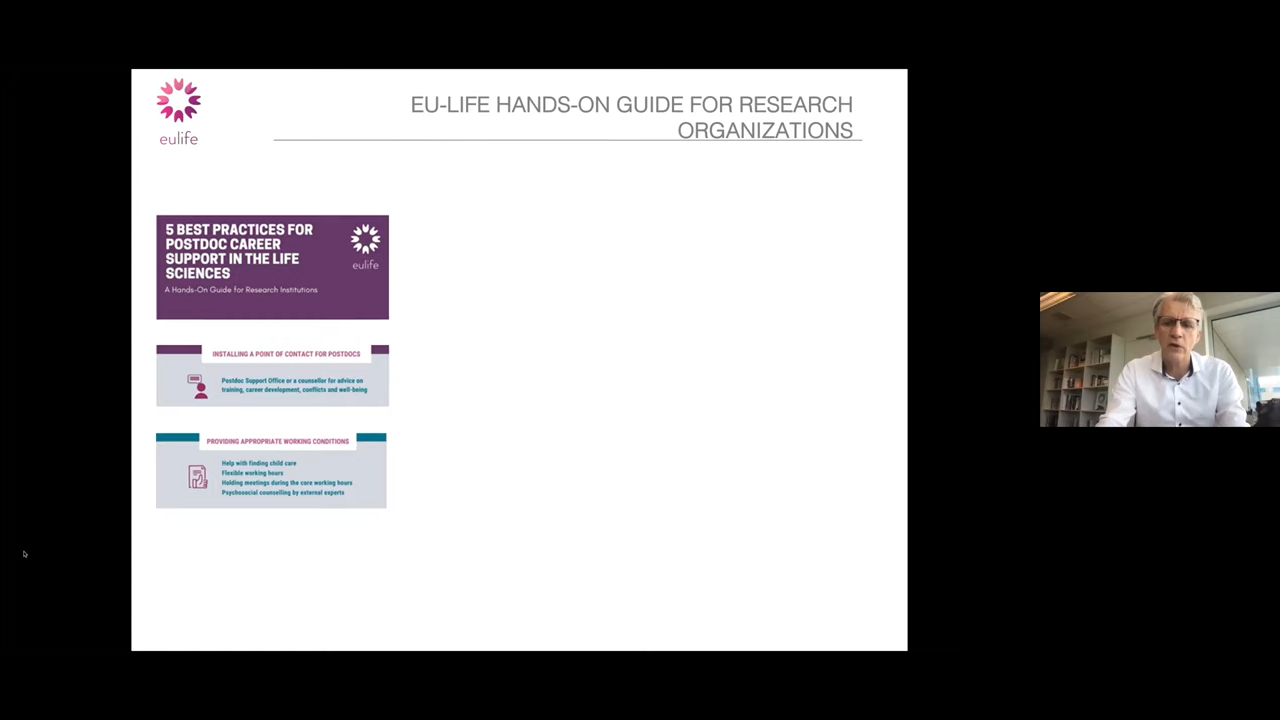 eulife
EU-LIFE HANDS-ON GUIDE FOR RESEARCH
ORGANIZATIONS
5 BEST PRACTICES FOR
POSTDOC CAREER
SUPPORT IN THE LIFE
SCIENCES
eulife
A Hands-On Guide for Research Institutions
INSTALLING A POINT OF CONTACT FOR POSTDOCS
Postdoc Support Office or a counsellor for advice on
training, career development, conflicts and well-being
PROVIDING APPROPRIATE WORKING CONDITIONS
Help with finding child care
Flexible working hours
Holding meetings during the care working hours
Psychosocial counselling by external experts